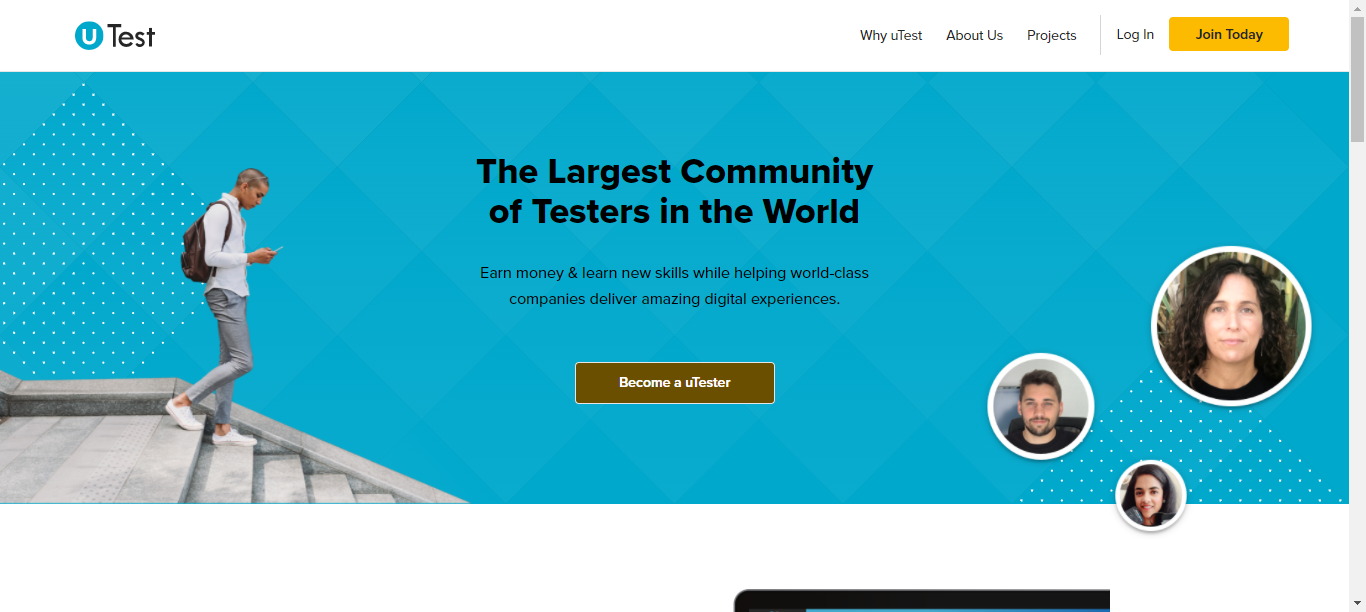 uTest
Why uTest
About Us
Projects
Log In
Join Today
The Largest Community
of Testers in the World
Earn money & learn new skills while helping world-class
companies deliver amazing digital experiences.
Become a uTester